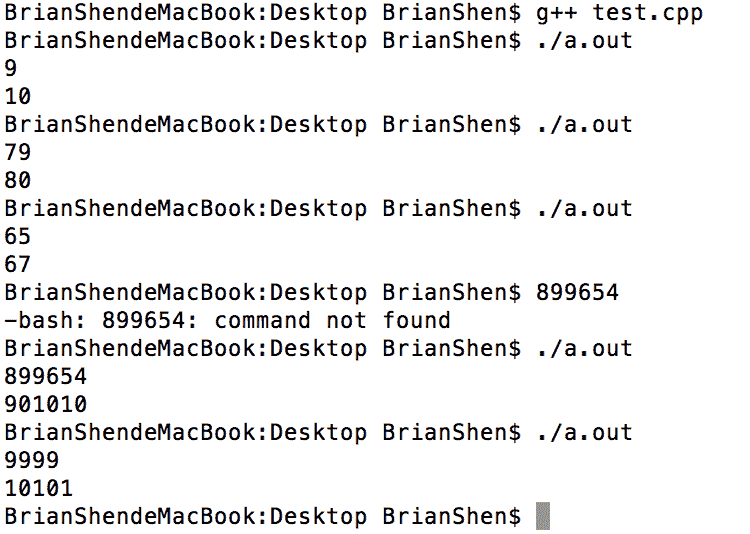 BrianShendeMacBook:Desktop BrianShen$ g++ test.cpp
BrianShendeMacBook:Desktop BrianShen$ ./a.out
9
10
BrianShendeMacBook:Desktop BrianShen$ ./a.out
79
80
BrianShendeMacBook:Desktop BrianShen$ ./a.out
65
67
BrianShendeMacBook:Desktop BrianShen$ 899654
-bash: 899654: command not found
BrianShendeMacBook:Desktop BrianShen$ ./a.out
899654
901010
BrianShendeMacBook:Desktop BrianShen$ ./a.out
9999
10101
BrianShendeMacBook:Desktop BrianShen$